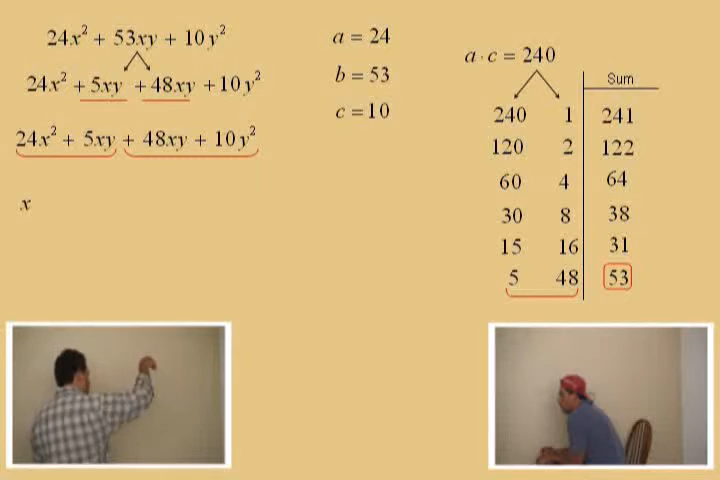 24x² + 53xy + 10y²
24x² + 5xy + 48xy + 10y²
24x² + 5xy + 48xy + 10y²
x
a = 24
b = 53
c = 10
a · c = 240
Sum
240 1 241
120 2 122
60 4 64
30 8 38
15 16 31
5 48 53